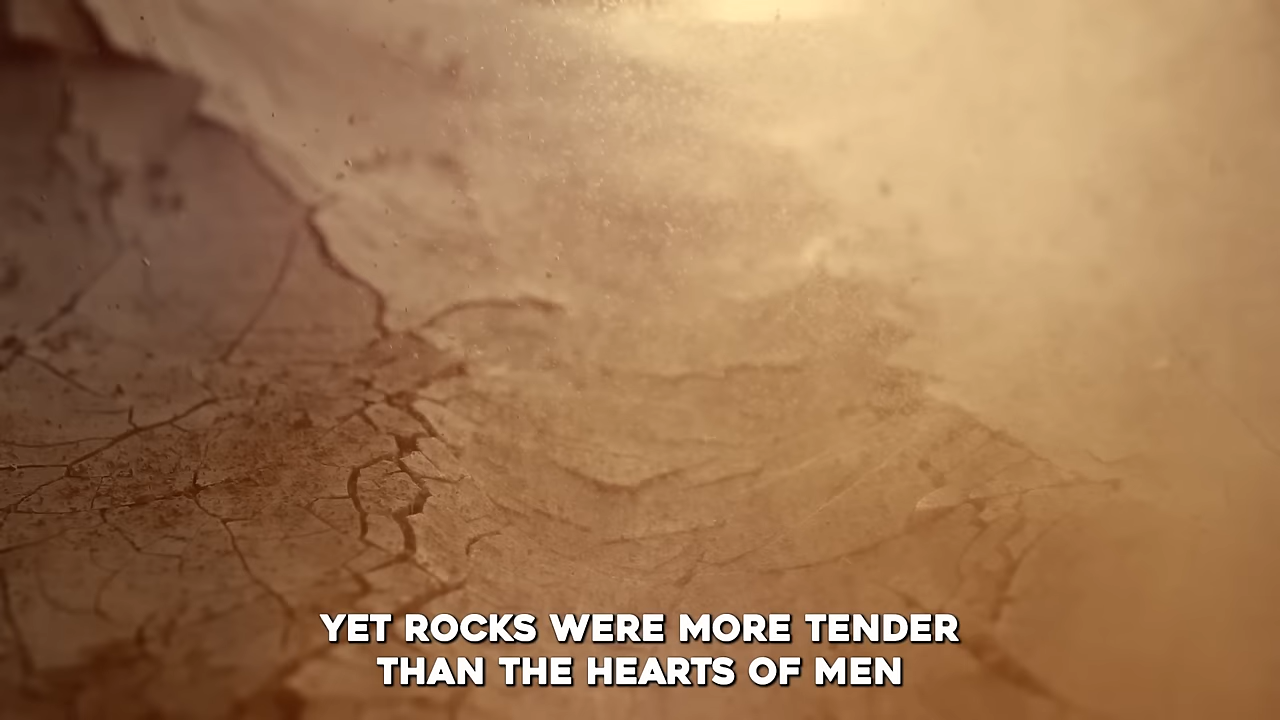 YET ROCKS WERE MORE TENDER
THAN THE HEARTS OF MEN